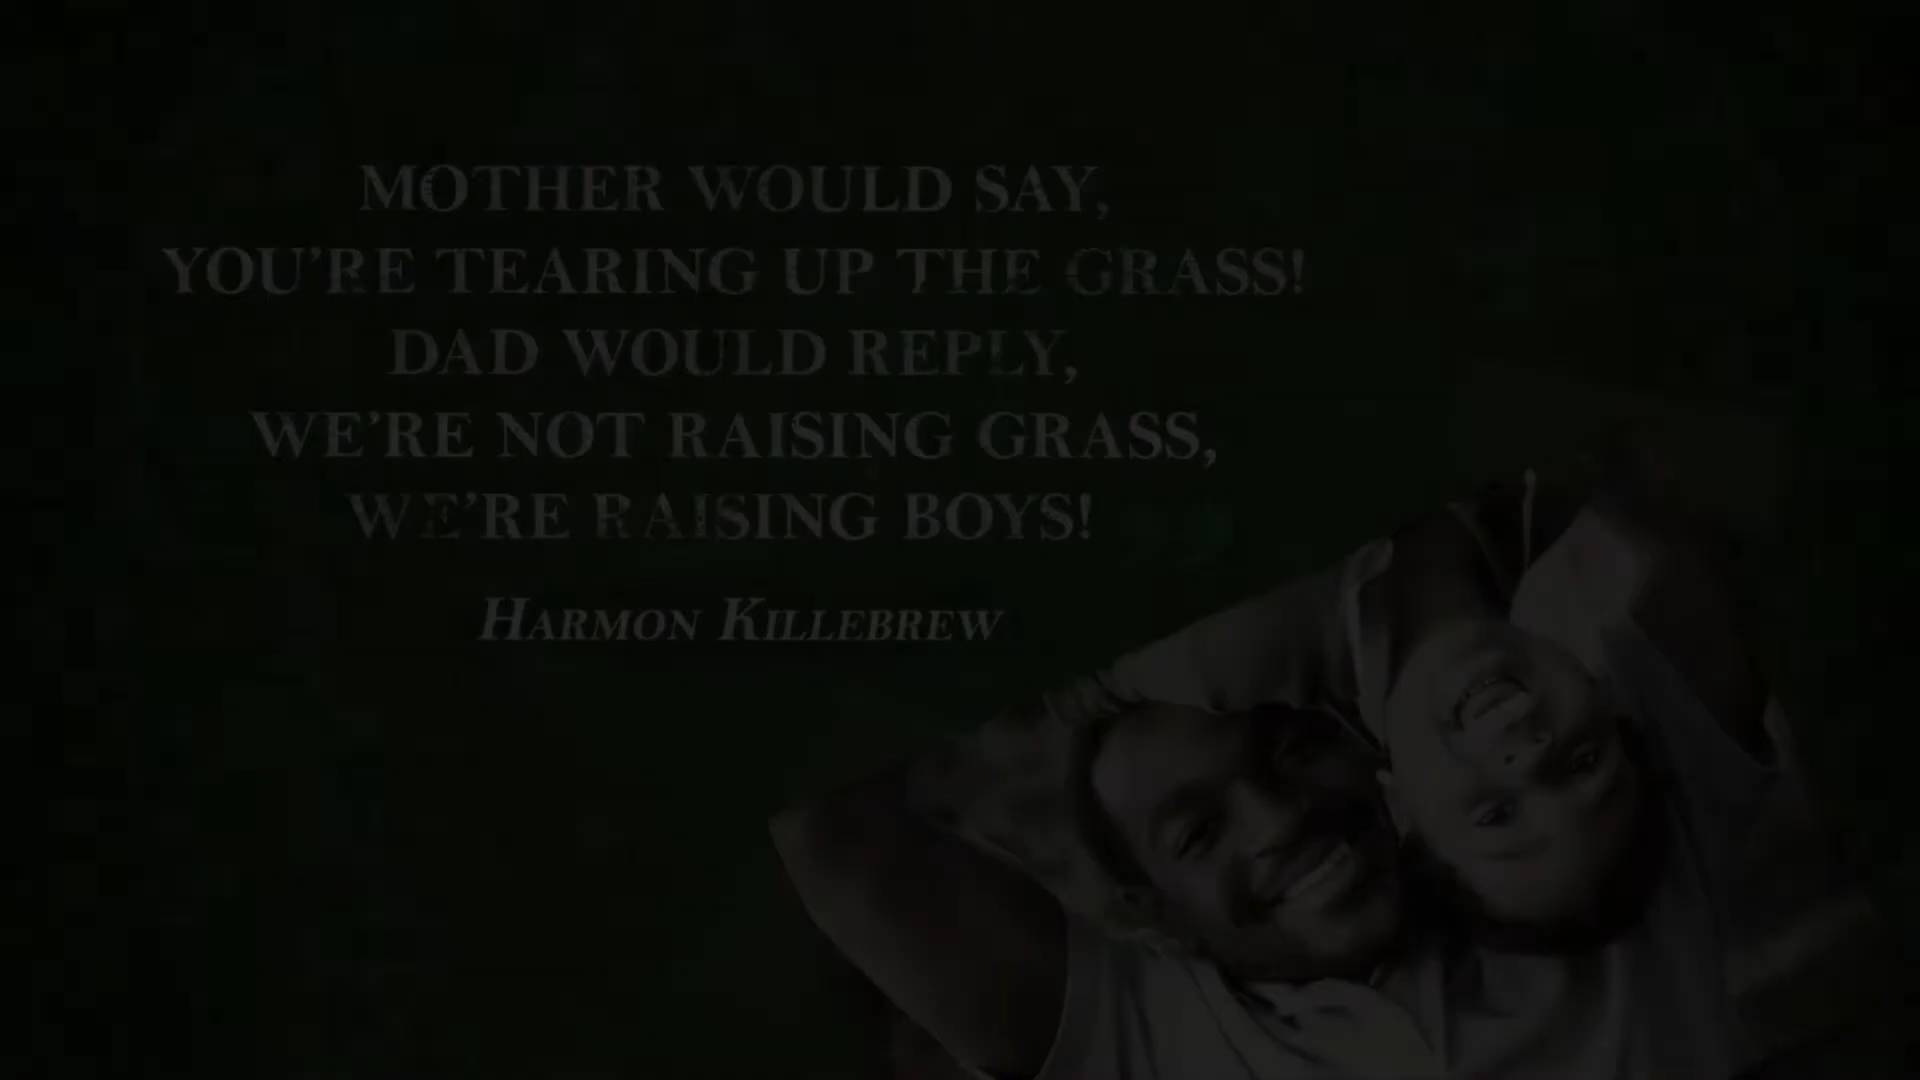 MOTHER WOULD SAY,
YOU'RE TEARING UP THE GRASS!
DAD WOULD REPLY,
WE'RE NOT RAISING GRASS,
WE'RE RAISING BOYS!
HARMON KILLEBREW